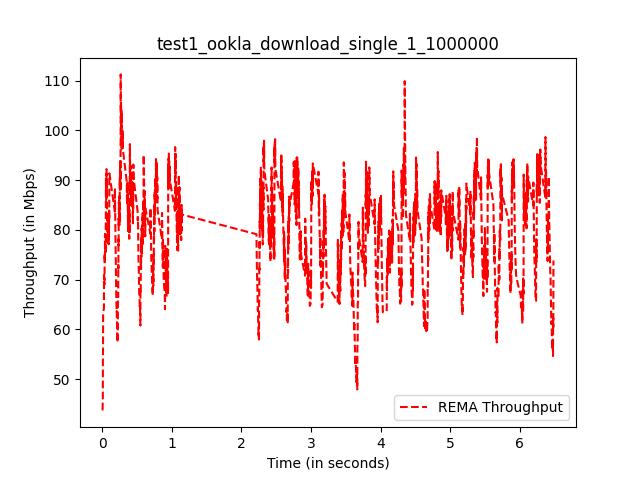 test1_ookla_download_single_1_1000000
Throughput (in Mbps)
110
100
90
80
70
60
50
REMA Throughput
0 1 2 3 4 5 6
Time (in seconds)